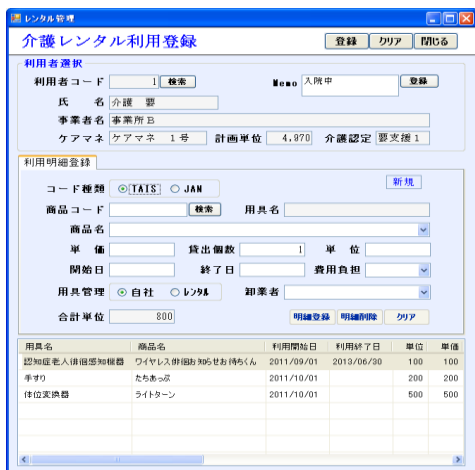 レンタル管理
介護レンタル利用登録 登録 クリア 閉じる
利用者選択
利用者コード 1 検索 Memo 入院中 登録
氏 名 介護 要
事業者名 事業所B
ケアマネ ケアマネ 1号 計画単位 4,970 介護認定 要支援1
利用明細登録
新規
コード種類 TAIS JAN
商品コード 検索 用具名
商品名
単 価 貸出個数 1 単 位
開始日 終了日 費用負担
用具管理 自社 レンタル 卸業者
合計単位 800 明細登録 明細削除 クリア
用具名 商品名 利用開始日 利用終了日 単位 単価
認知症老人徘徊感知機器 ワイヤレス俳徊お知らせお待ちくん 2011/09/01 2013/06/30 100 100
手すり たちあっぷ 2011/10/01 200 200
体位変換器 ライトターン 2011/10/01 500 500